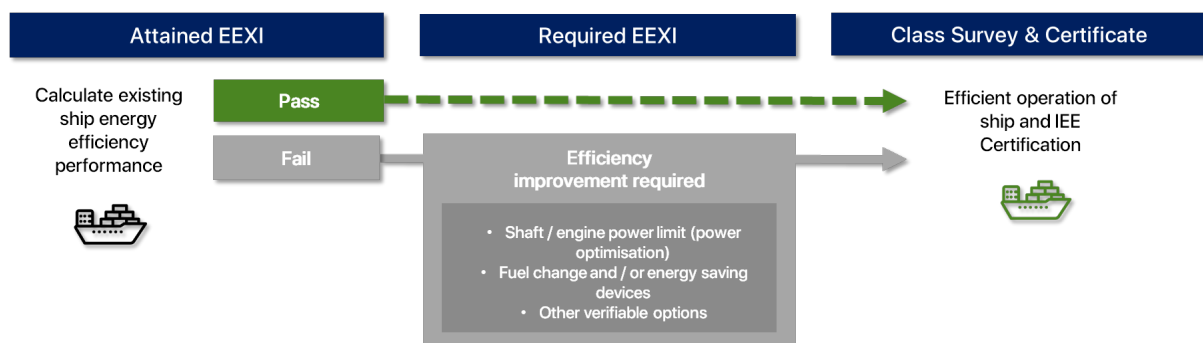 Attained EEXI
Required EEXI
Class Survey & Certificate
Calculate existing
ship energy
efficiency
performance
Pass
Fail
Efficiency
improvement required
• Shaft / engine power limit (power
optimisation)
• Fuel change and / or energy saving
devices
• Other verifiable options
Efficient operation of
ship and IEE
Certification